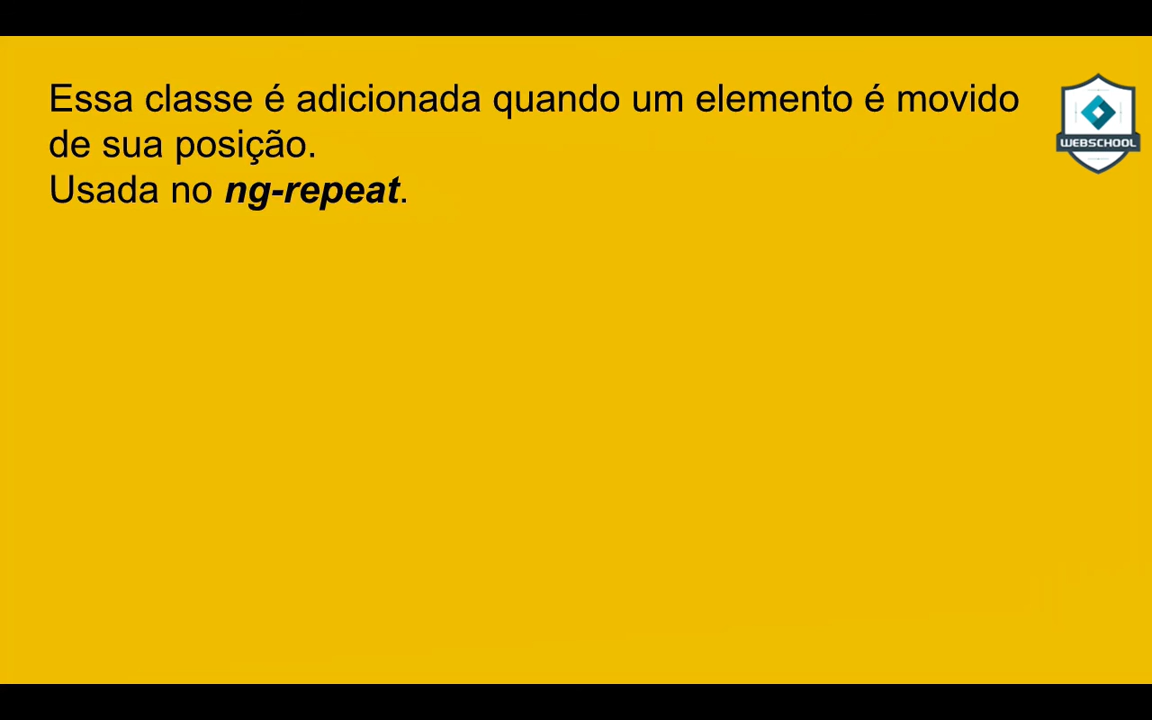 Essa classe é adicionada quando um elemento é movido
de sua posição.
Usada no ng-repeat.
WEBSCHOOL